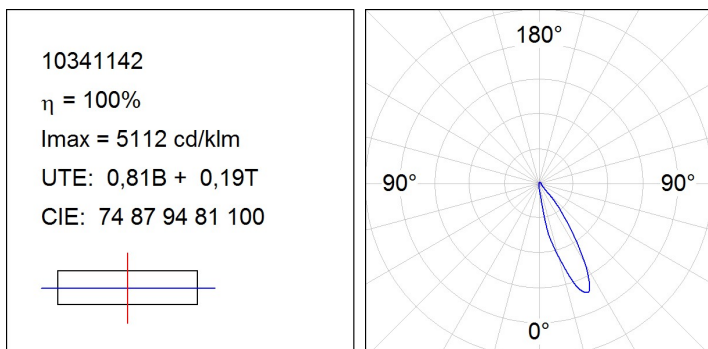 10341142
η = 100%
Imax = 5112 cd/klm
UTE: 0,81B + 0,19T
CIE: 74 87 94 81 100
180°
90°
90°
0°